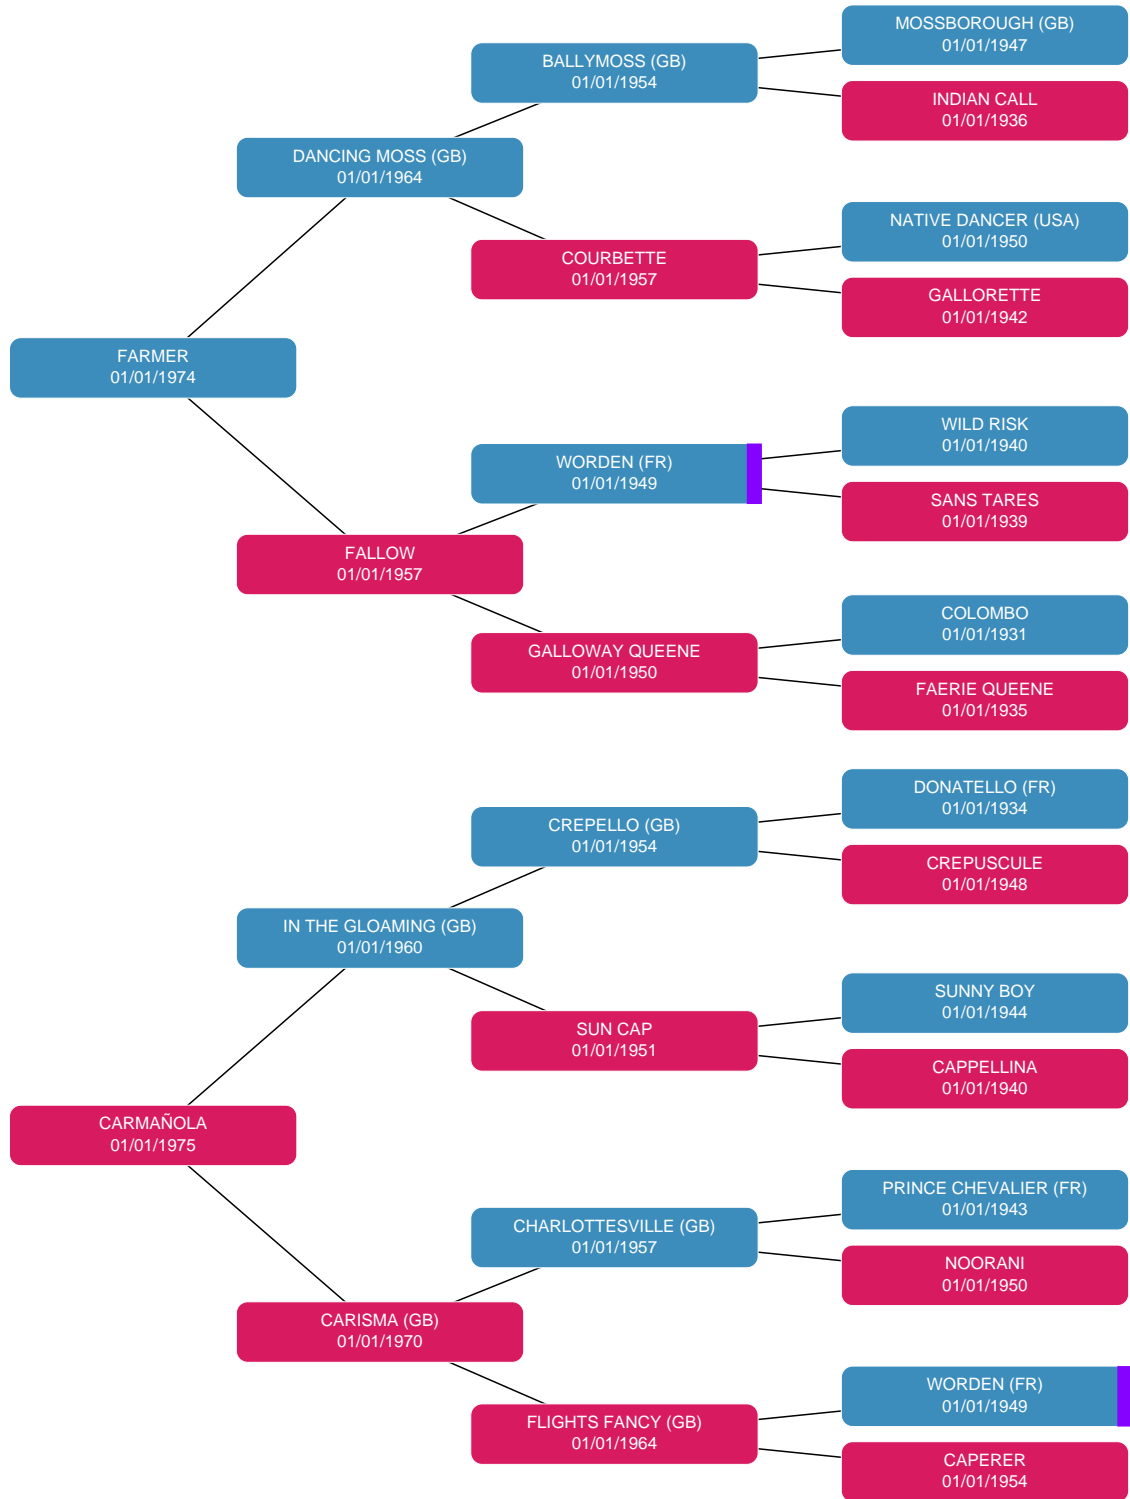 MOSSBOROUGH (GB)
01/01/1947
BALLYMOSS (GB)
01/01/1954
INDIAN CALL
01/01/1936
DANCING MOSS (GB)
01/01/1964
NATIVE DANCER (USA)
01/01/1950
COURBETTE
01/01/1957
GALLORETTE
01/01/1942
FARMER
01/01/1974
WILD RISK
01/01/1940
WORDEN (FR)
01/01/1949
SANS TARES
01/01/1939
FALLOW
01/01/1957
COLOMBO
01/01/1931
GALLOWAY QUEENE
01/01/1950
FAERIE QUEENE
01/01/1935
DONATELLO (FR)
01/01/1934
CREPELLO (GB)
01/01/1954
CREPUSCULE
01/01/1948
IN THE GLOAMING (GB)
01/01/1960
SUNNY BOY
01/01/1944
SUN CAP
01/01/1951
CAPPELLINA
01/01/1940
CARMAÑOLA
01/01/1975
PRINCE CHEVALIER (FR)
01/01/1943
CHARLOTTESVILLE (GB)
01/01/1957
NOORANI
01/01/1950
CARISMA (GB)
01/01/1970
WORDEN (FR)
01/01/1949
FLIGHTS FANCY (GB)
01/01/1964
CAPERER
01/01/1954